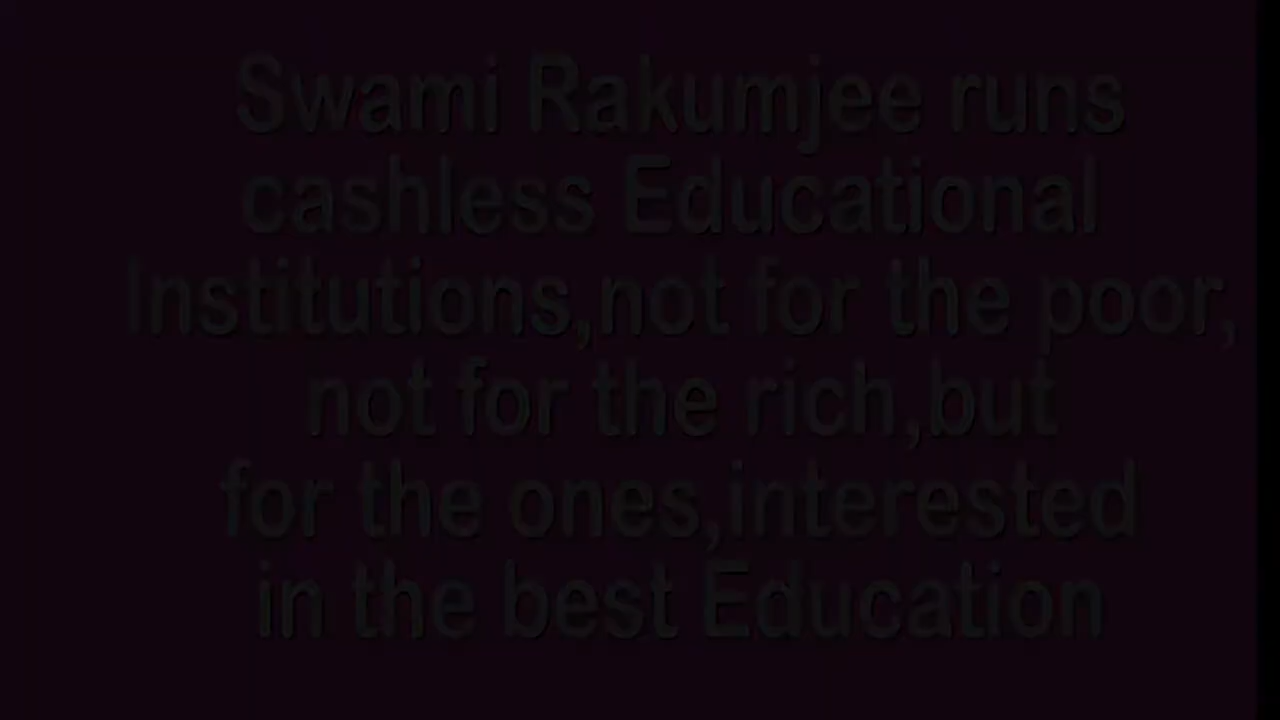 Swami Rakumjee runs
cashless Educational
Institutions,not for the poor,
not for the rich,but
for the ones,interested
in the best Education